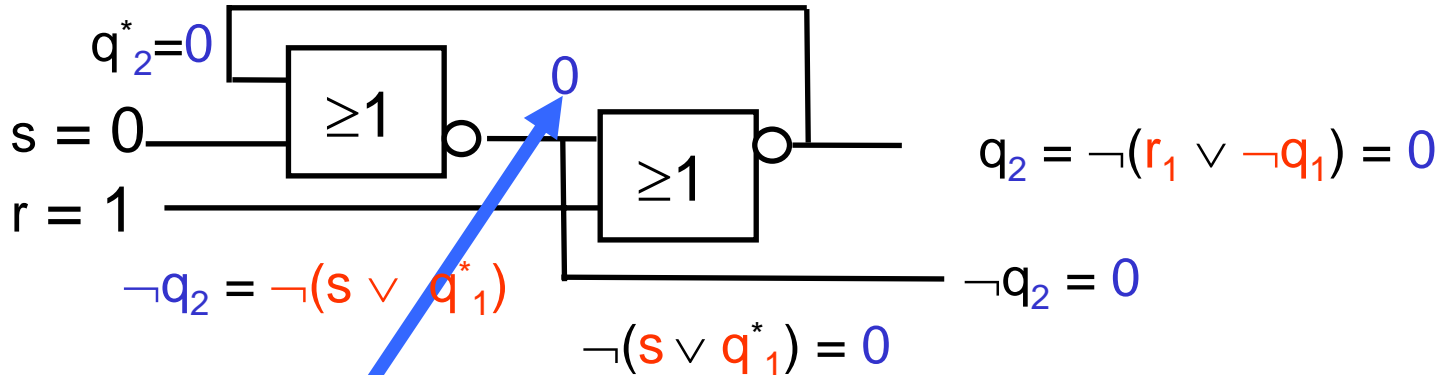 q*₂=0
0
≥1
s = 0
≥1
q₂ = ¬(r₁ ∨ ¬q₁) = 0
r = 1
¬q₂ = ¬(s ∨ q*₁)
¬q₂ = 0
¬(s ∨ q*₁) = 0